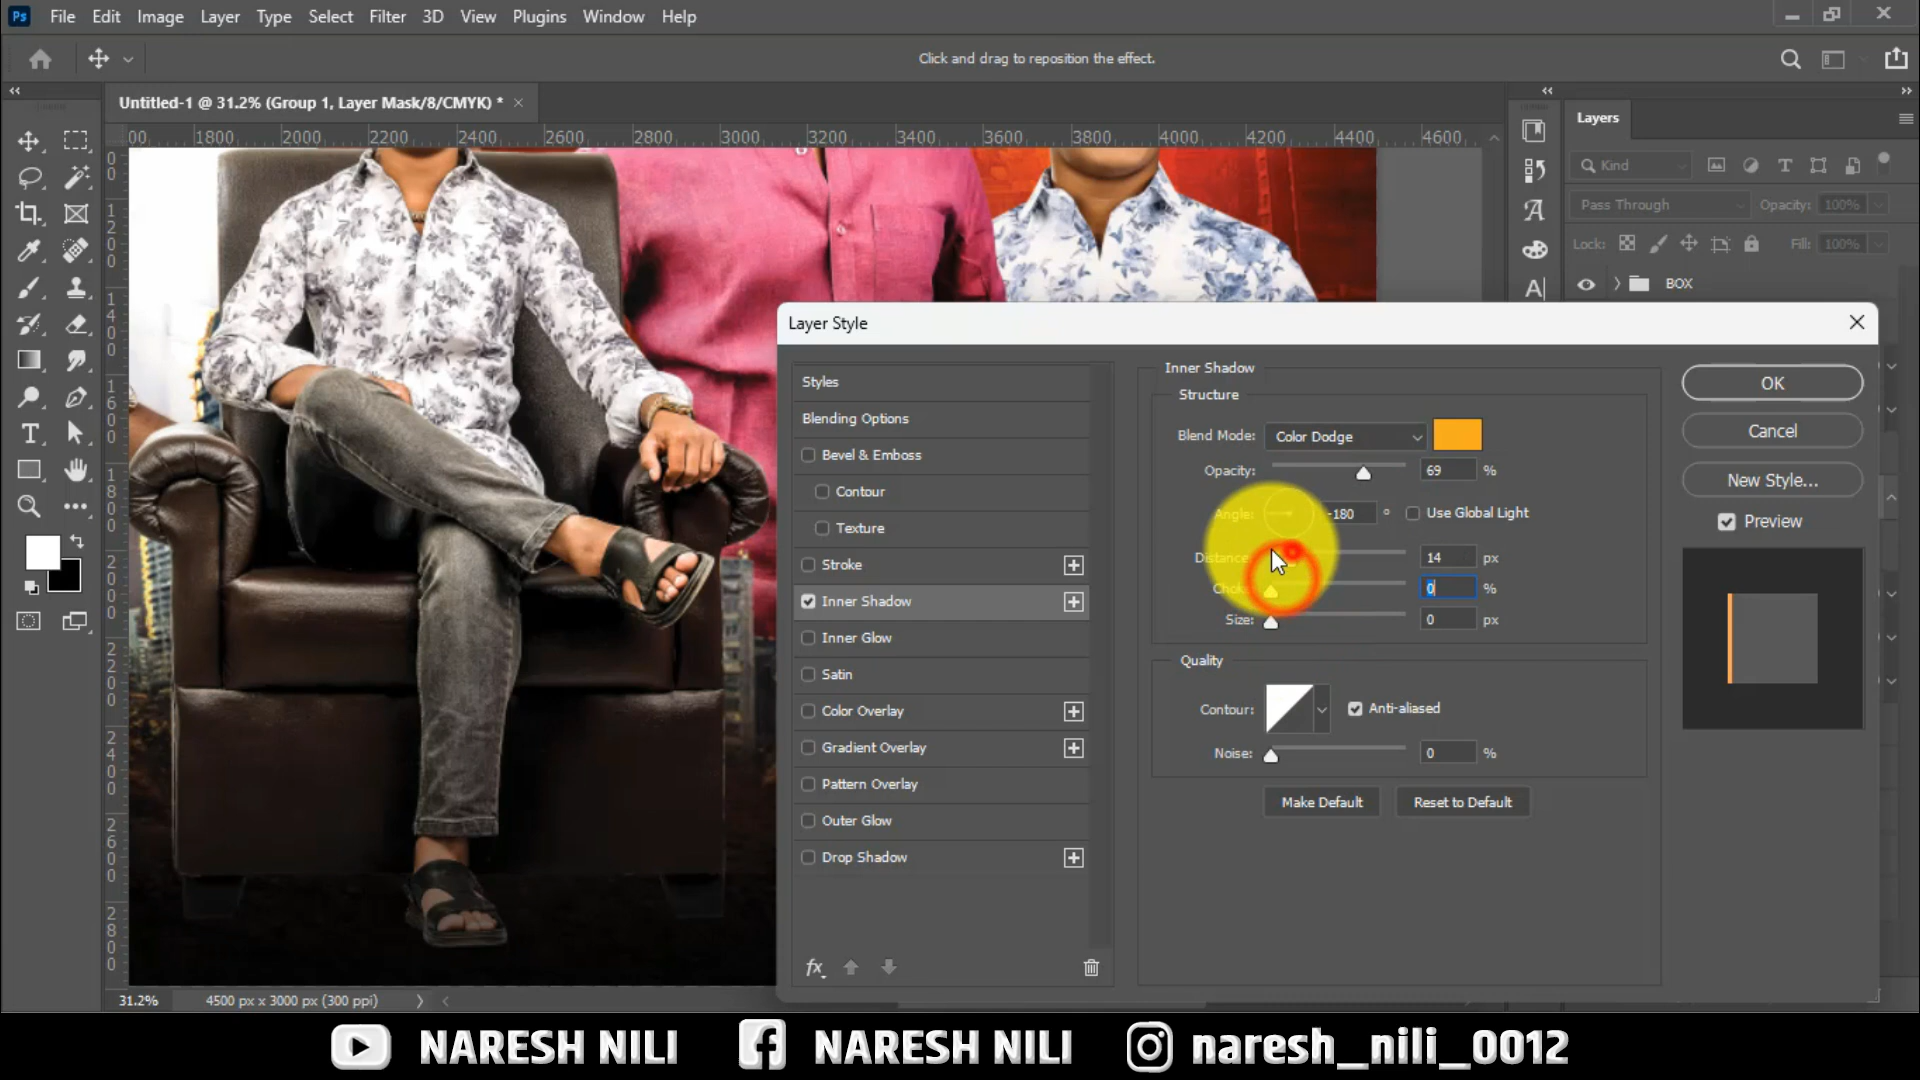 Ps File Edit Image Layer Type Select Filter 3D View Plugins Window Help
Click and drag to reposition the effect.
Untitled-1 @ 31.2% (Group 1, Layer Mask/8/CMYK) *
00 1800 2000 2200 2400 2600 2800 3000 3200 3400 3600 3800 4000 4200 4400 4600
Layers
Kind
Pass Through Opacity: 100%
Lock: Fill: 100%
BOX
Layer Style
Styles
Blending Options
Bevel & Emboss
Contour
Texture
Stroke
Inner Shadow
Inner Glow
Satin
Color Overlay
Gradient Overlay
Pattern Overlay
Outer Glow
Drop Shadow
fx
Inner Shadow
Structure
Blend Mode: Color Dodge
Opacity: 69 %
Angle: -180 ° Use Global Light
Distance: 14 px
Choke: 0 %
Size: 0 px
Quality
Contour: Anti-aliased
Noise: 0 %
Make Default Reset to Default
OK
Cancel
New Style...
Preview
31.2% 4500 px x 3000 px (300 ppi)
NARESH NILI NARESH NILI naresh_nili_0012